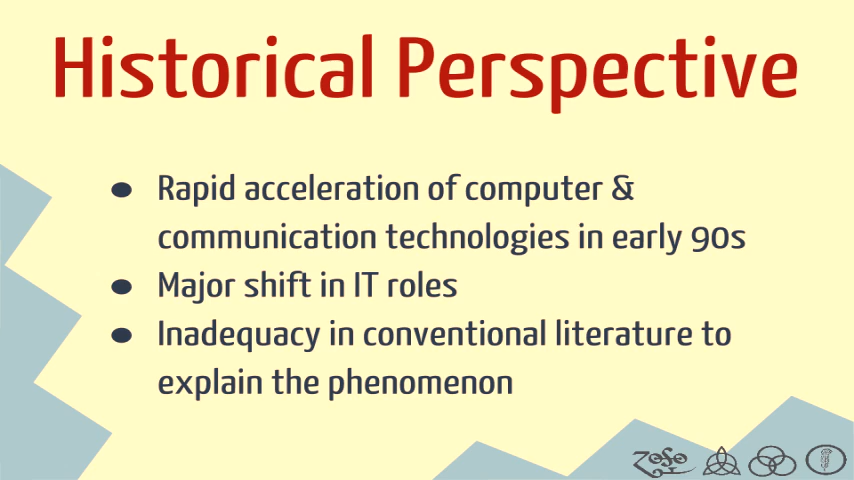 Historical Perspective
● Rapid acceleration of computer &
communication technologies in early 90s
● Major shift in IT roles
● Inadequacy in conventional literature to
explain the phenomenon
ZoSo